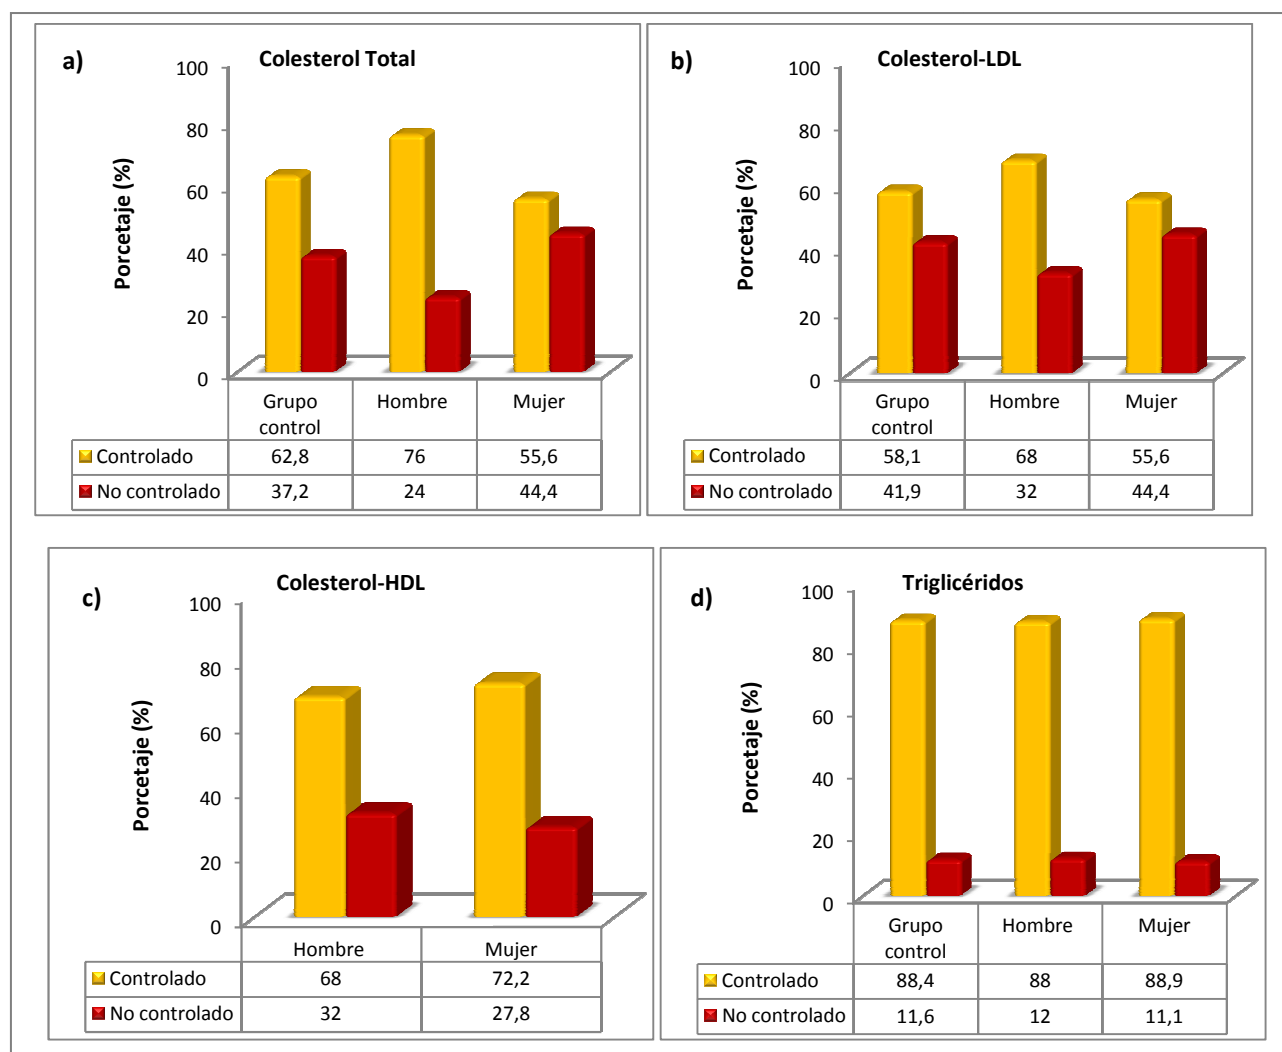 a)
Colesterol Total
Porcetaje (%)
100
80
60
40
20
0
Grupo control Hombre Mujer
Controlado 62,8 76 55,6
No controlado 37,2 24 44,4
b)
Colesterol-LDL
Porcetaje (%)
100
80
60
40
20
0
Grupo control Hombre Mujer
Controlado 58,1 68 55,6
No controlado 41,9 32 44,4
c)
Colesterol-HDL
Porcetaje (%)
100
80
60
40
20
0
Hombre Mujer
Controlado 68 72,2
No controlado 32 27,8
d)
Triglicéridos
Porcetaje (%)
100
80
60
40
20
0
Grupo control Hombre Mujer
Controlado 88,4 88 88,9
No controlado 11,6 12 11,1